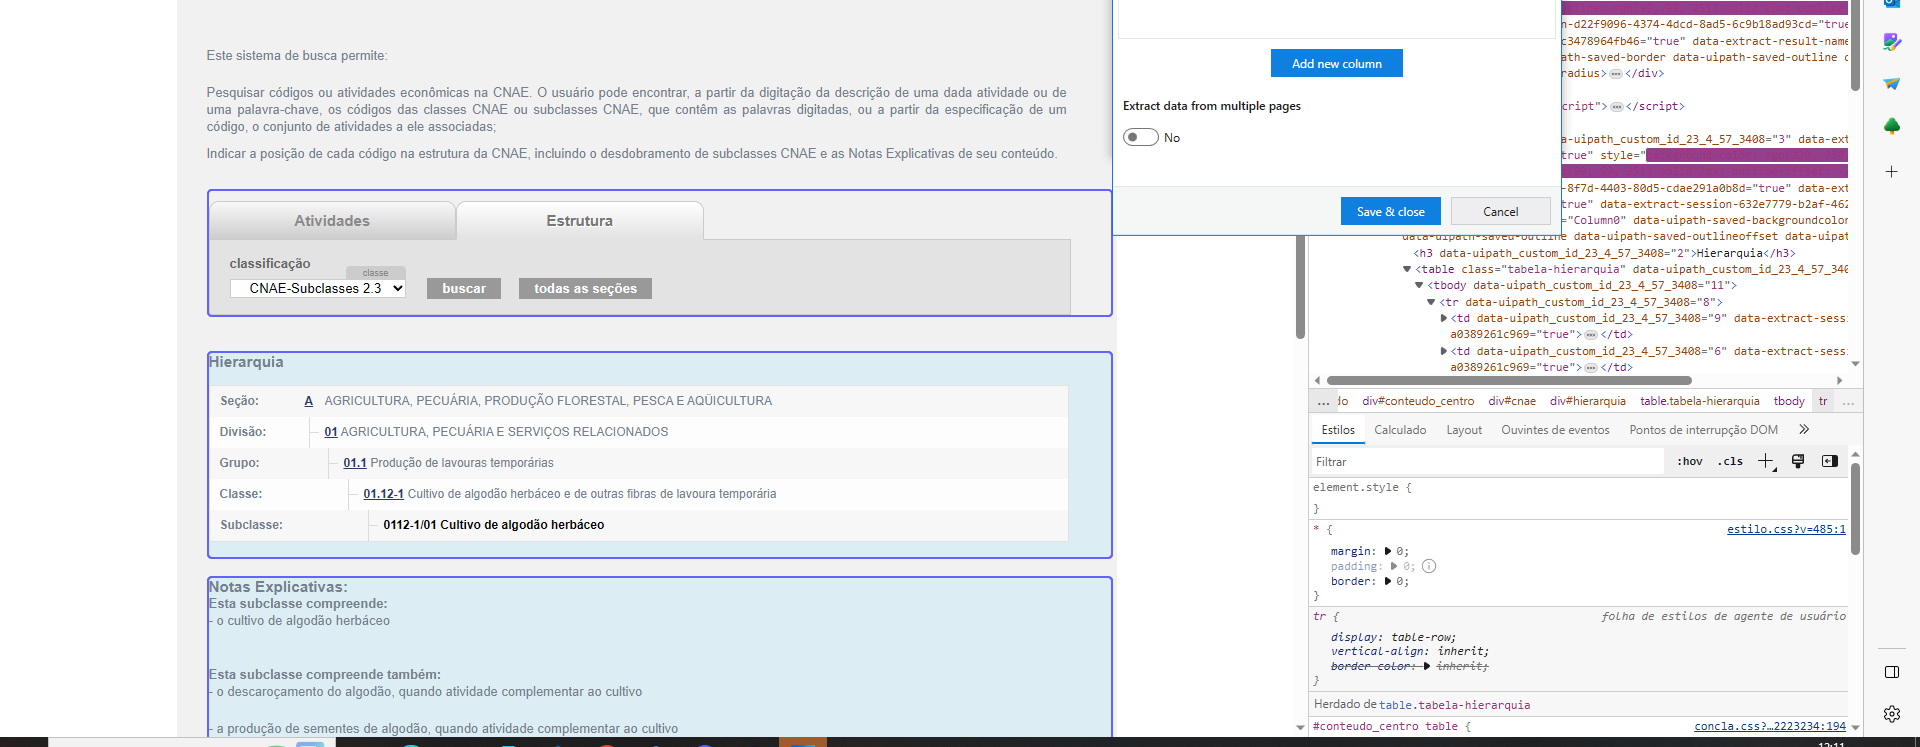 Este sistema de busca permite:
Pesquisar códigos ou atividades econômicas na CNAE. O usuário pode encontrar, a partir da digitação da descrição de uma dada atividade ou de
uma palavra-chave, os códigos das classes CNAE ou subclasses CNAE, que contêm as palavras digitadas, ou a partir da especificação de um
código, o conjunto de atividades a ele associadas;
Indicar a posição de cada código na estrutura da CNAE, incluindo o desdobramento de subclasses CNAE e as Notas Explicativas de seu conteúdo.
Atividades
Estrutura
classificação
classe
CNAE-Subclasses 2.3
buscar
todas as seções
Hierarquia
Seção: A AGRICULTURA, PECUÁRIA, PRODUÇÃO FLORESTAL, PESCA E AQÜICULTURA
Divisão: 01 AGRICULTURA, PECUÁRIA E SERVIÇOS RELACIONADOS
Grupo: 01.1 Produção de lavouras temporárias
Classe: 01.12-1 Cultivo de algodão herbáceo e de outras fibras de lavoura temporária
Subclasse: 0112-1/01 Cultivo de algodão herbáceo
Notas Explicativas:
Esta subclasse compreende:
- o cultivo de algodão herbáceo
Esta subclasse compreende também:
- o descaroçamento do algodão, quando atividade complementar ao cultivo
- a produção de sementes de algodão, quando atividade complementar ao cultivo
Add new column
Extract data from multiple pages
No
Save & close
Cancel
n-d22f9096-4374-4dcd-8ad5-6c9b18ad93cd="true
c3478964fb46="true" data-extract-result-name
path-saved-border data-uipath-saved-outline d
radius> ··· </div>
cript"> ··· </script>
a-uipath_custom_id_23_4_57_3408="3" data-ext
true" style="
-8f7d-4403-80d5-cdae291a0b8d="true" data-ext
true" data-extract-session-632e7779-b2af-462
="Column0" data-uipath-saved-backgroundcolor
data-uipath-saved-outline data-uipath-saved-outlineoffset data-uipat
<h3 data-uipath_custom_id_23_4_57_3408="2">Hierarquia</h3>
<table class="tabela-hierarquia" data-uipath_custom_id_23_4_57_340
<tbody data-uipath_custom_id_23_4_57_3408="11">
<tr data-uipath_custom_id_23_4_57_3408="8">
<td data-uipath_custom_id_23_4_57_3408="9" data-extract-sess
a0389261c969="true"> ··· </td>
<td data-uipath_custom_id_23_4_57_3408="6" data-extract-sess
a0389261c969="true"> ··· </td>
... do div#conteudo_centro div#cnae div#hierarquia table.tabela-hierarquia tbody tr ...
Estilos Calculado Layout Ouvintes de eventos Pontos de interrupção DOM
Filtrar :hov .cls
element.style {
}
* { estilo.css?v=485:1
margin: 0;
padding: 0;
border: 0;
}
tr { folha de estilos de agente de usuário
display: table-row;
vertical-align: inherit;
border-color: inherit;
}
Herdado de table.tabela-hierarquia
#conteudo_centro table { concla.css?…2223234:194